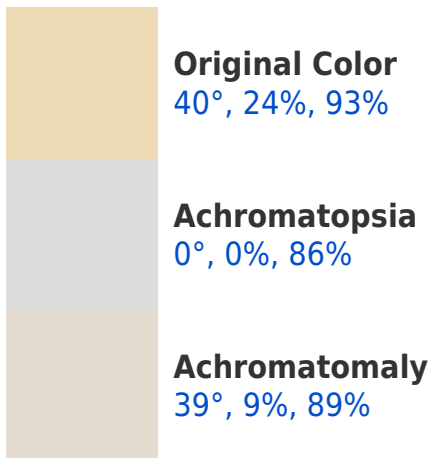 Original Color
40°, 24%, 93%
Achromatopsia
0°, 0%, 86%
Achromatomaly
39°, 9%, 89%